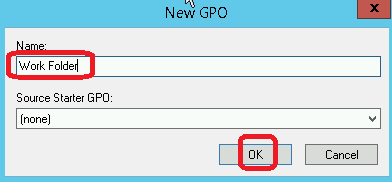 New GPO
X
Name:
Work Folder
Source Starter GPO:
(none)
OK Cancel